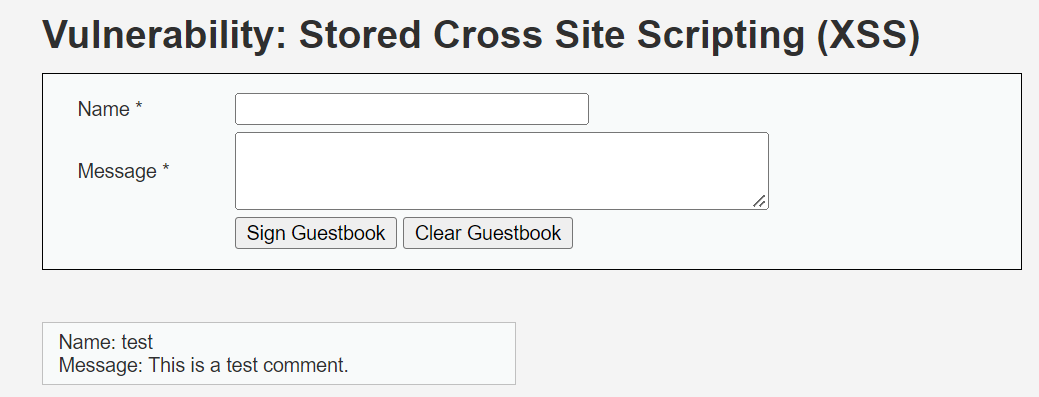 Vulnerability: Stored Cross Site Scripting (XSS)
Name *
Message *
Sign Guestbook Clear Guestbook
Name: test
Message: This is a test comment.